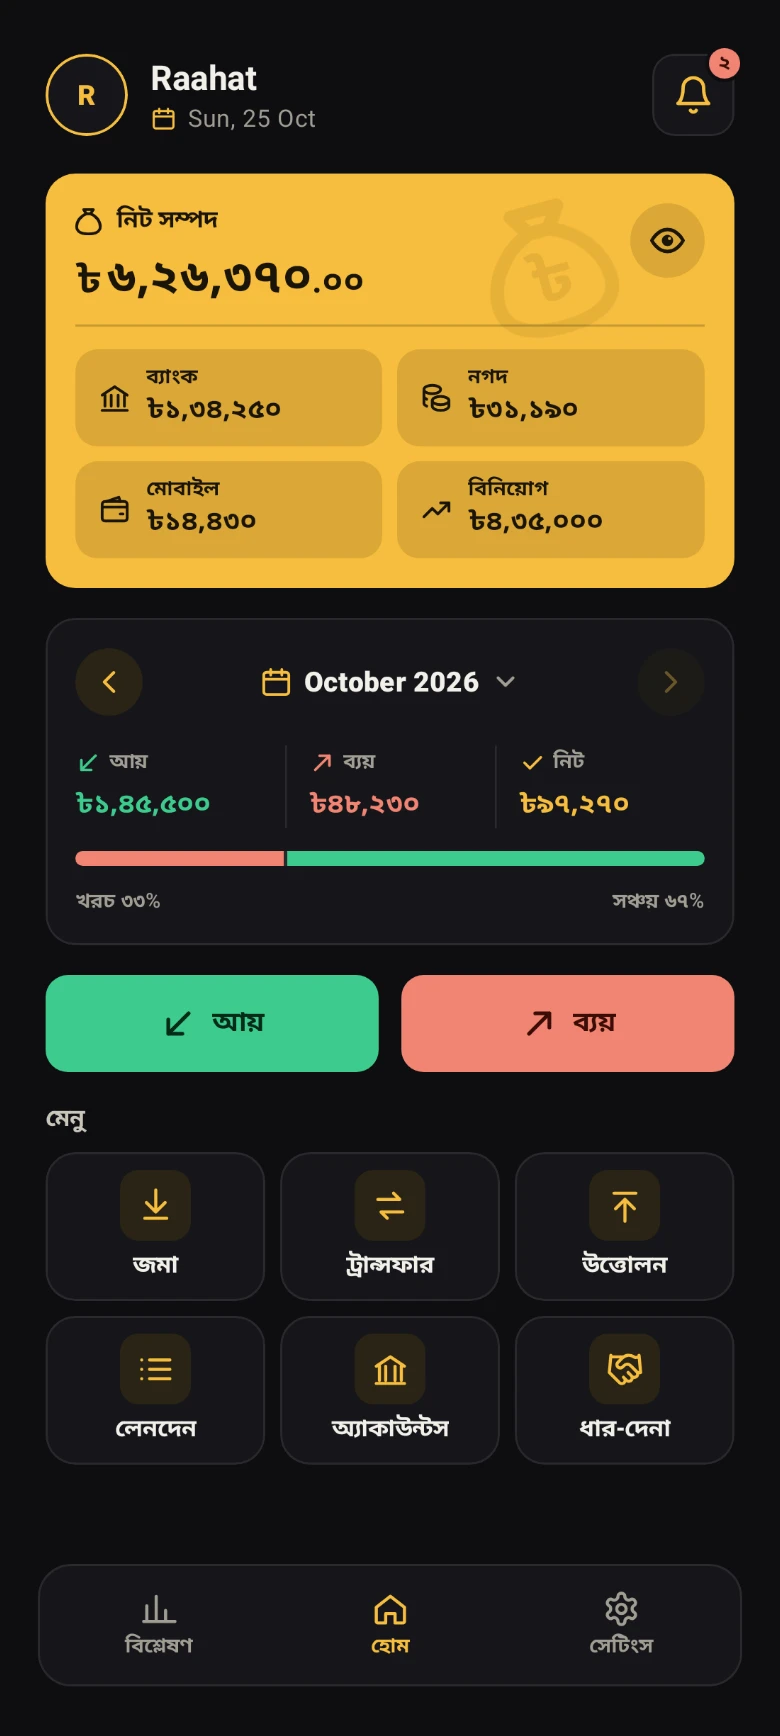 R
Raahat
Sun, 25 Oct
২
নিট সম্পদ
৳৬,২৬,৩৭০.০০
৳
ব্যাংক
৳১,৩৪,২৫০
নগদ
৳৩১,১৯০
মোবাইল
৳১৪,৪৩০
বিনিয়োগ
৳৪,৩৫,০০০
October 2026
আয়
৳১,৪৫,৫০০
ব্যয়
৳৪৮,২৩০
নিট
৳৯৭,২৭০
খরচ ৩৩%
সঞ্চয় ৬৭%
আয়
ব্যয়
মেনু
জমা
ট্রান্সফার
উত্তোলন
লেনদেন
অ্যাকাউন্টস
ধার-দেনা
বিশ্লেষণ
হোম
সেটিংস